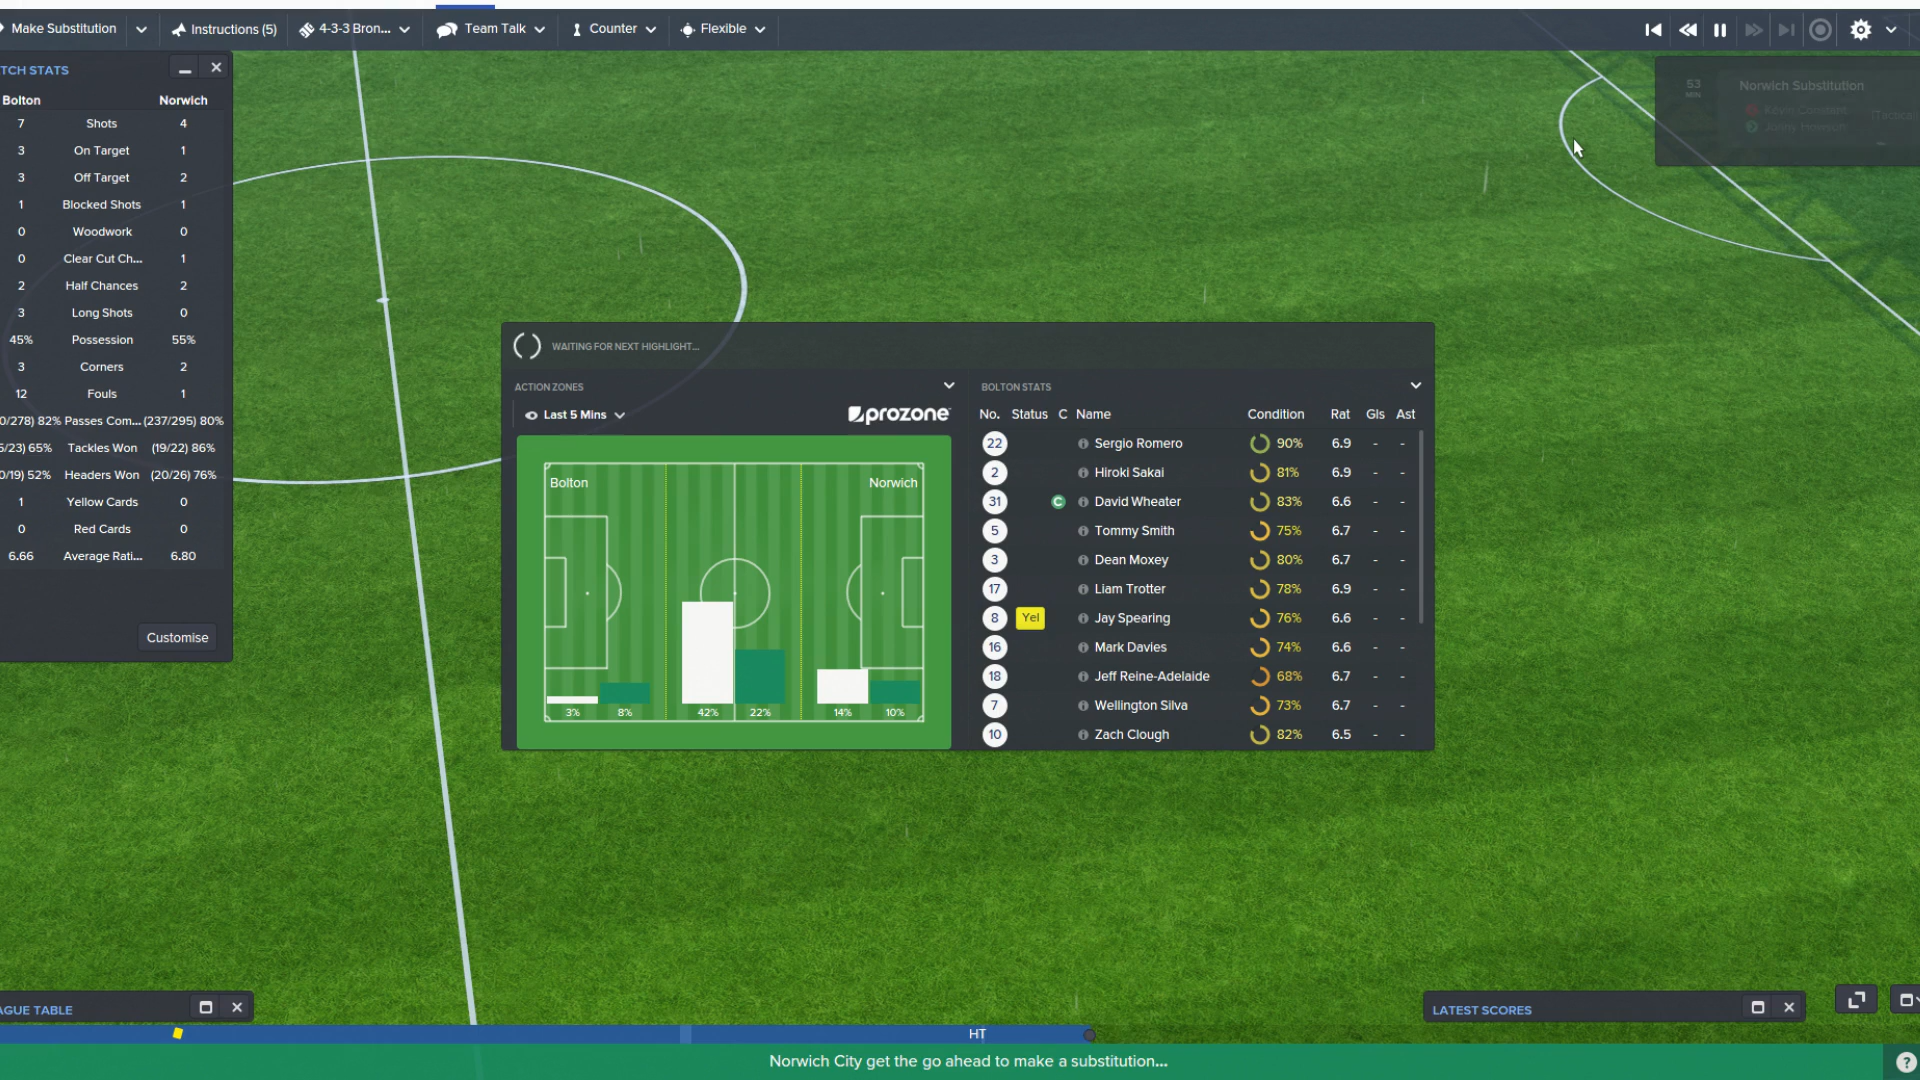 Make Substitution
Instructions (5)
4-3-3 Bron...
Team Talk
Counter
Flexible
TCH STATS
Bolton Norwich
7 Shots 4
3 On Target 1
3 Off Target 2
1 Blocked Shots 1
0 Woodwork 0
0 Clear Cut Ch... 1
2 Half Chances 2
3 Long Shots 0
45% Possession 55%
3 Corners 2
12 Fouls 1
0/278) 82% Passes Com... (237/295) 80%
5/23) 65% Tackles Won (19/22) 86%
0/19) 52% Headers Won (20/26) 76%
1 Yellow Cards 0
0 Red Cards 0
6.66 Average Rati... 6.80
Customise
53
MIN
Norwich Substitution
WAITING FOR NEXT HIGHLIGHT...
ACTION ZONES
Last 5 Mins
prozone
Bolton Norwich
3% 8% 42% 22% 14% 10%
BOLTON STATS
No. Status C Name Condition Rat Gls Ast
22 Sergio Romero 90% 6.9 - -
2 Hiroki Sakai 81% 6.9 - -
31 C David Wheater 83% 6.6 - -
5 Tommy Smith 75% 6.7 - -
3 Dean Moxey 80% 6.7 - -
17 Liam Trotter 78% 6.9 - -
8 Yel Jay Spearing 76% 6.6 - -
16 Mark Davies 74% 6.6 - -
18 Jeff Reine-Adelaide 68% 6.7 - -
7 Wellington Silva 73% 6.7 - -
10 Zach Clough 82% 6.5 - -
AGUE TABLE
LATEST SCORES
HT
Norwich City get the go ahead to make a substitution...
?